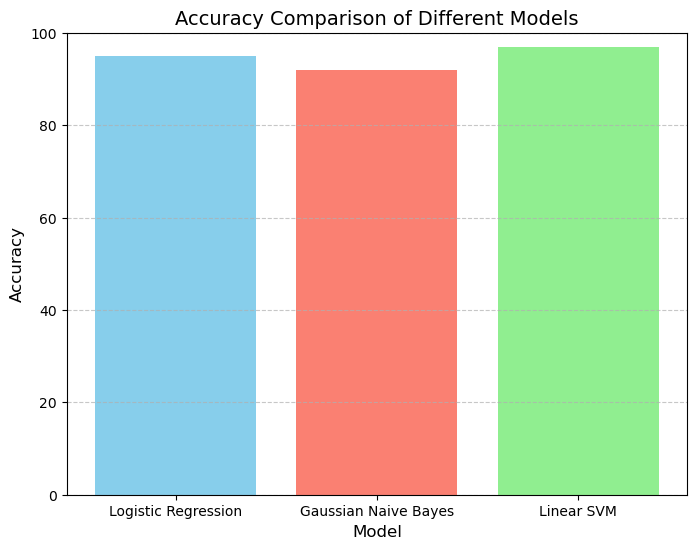 Accuracy Comparison of Different Models
100
80
60
40
20
0
Accuracy
Logistic Regression
Gaussian Naive Bayes
Linear SVM
Model